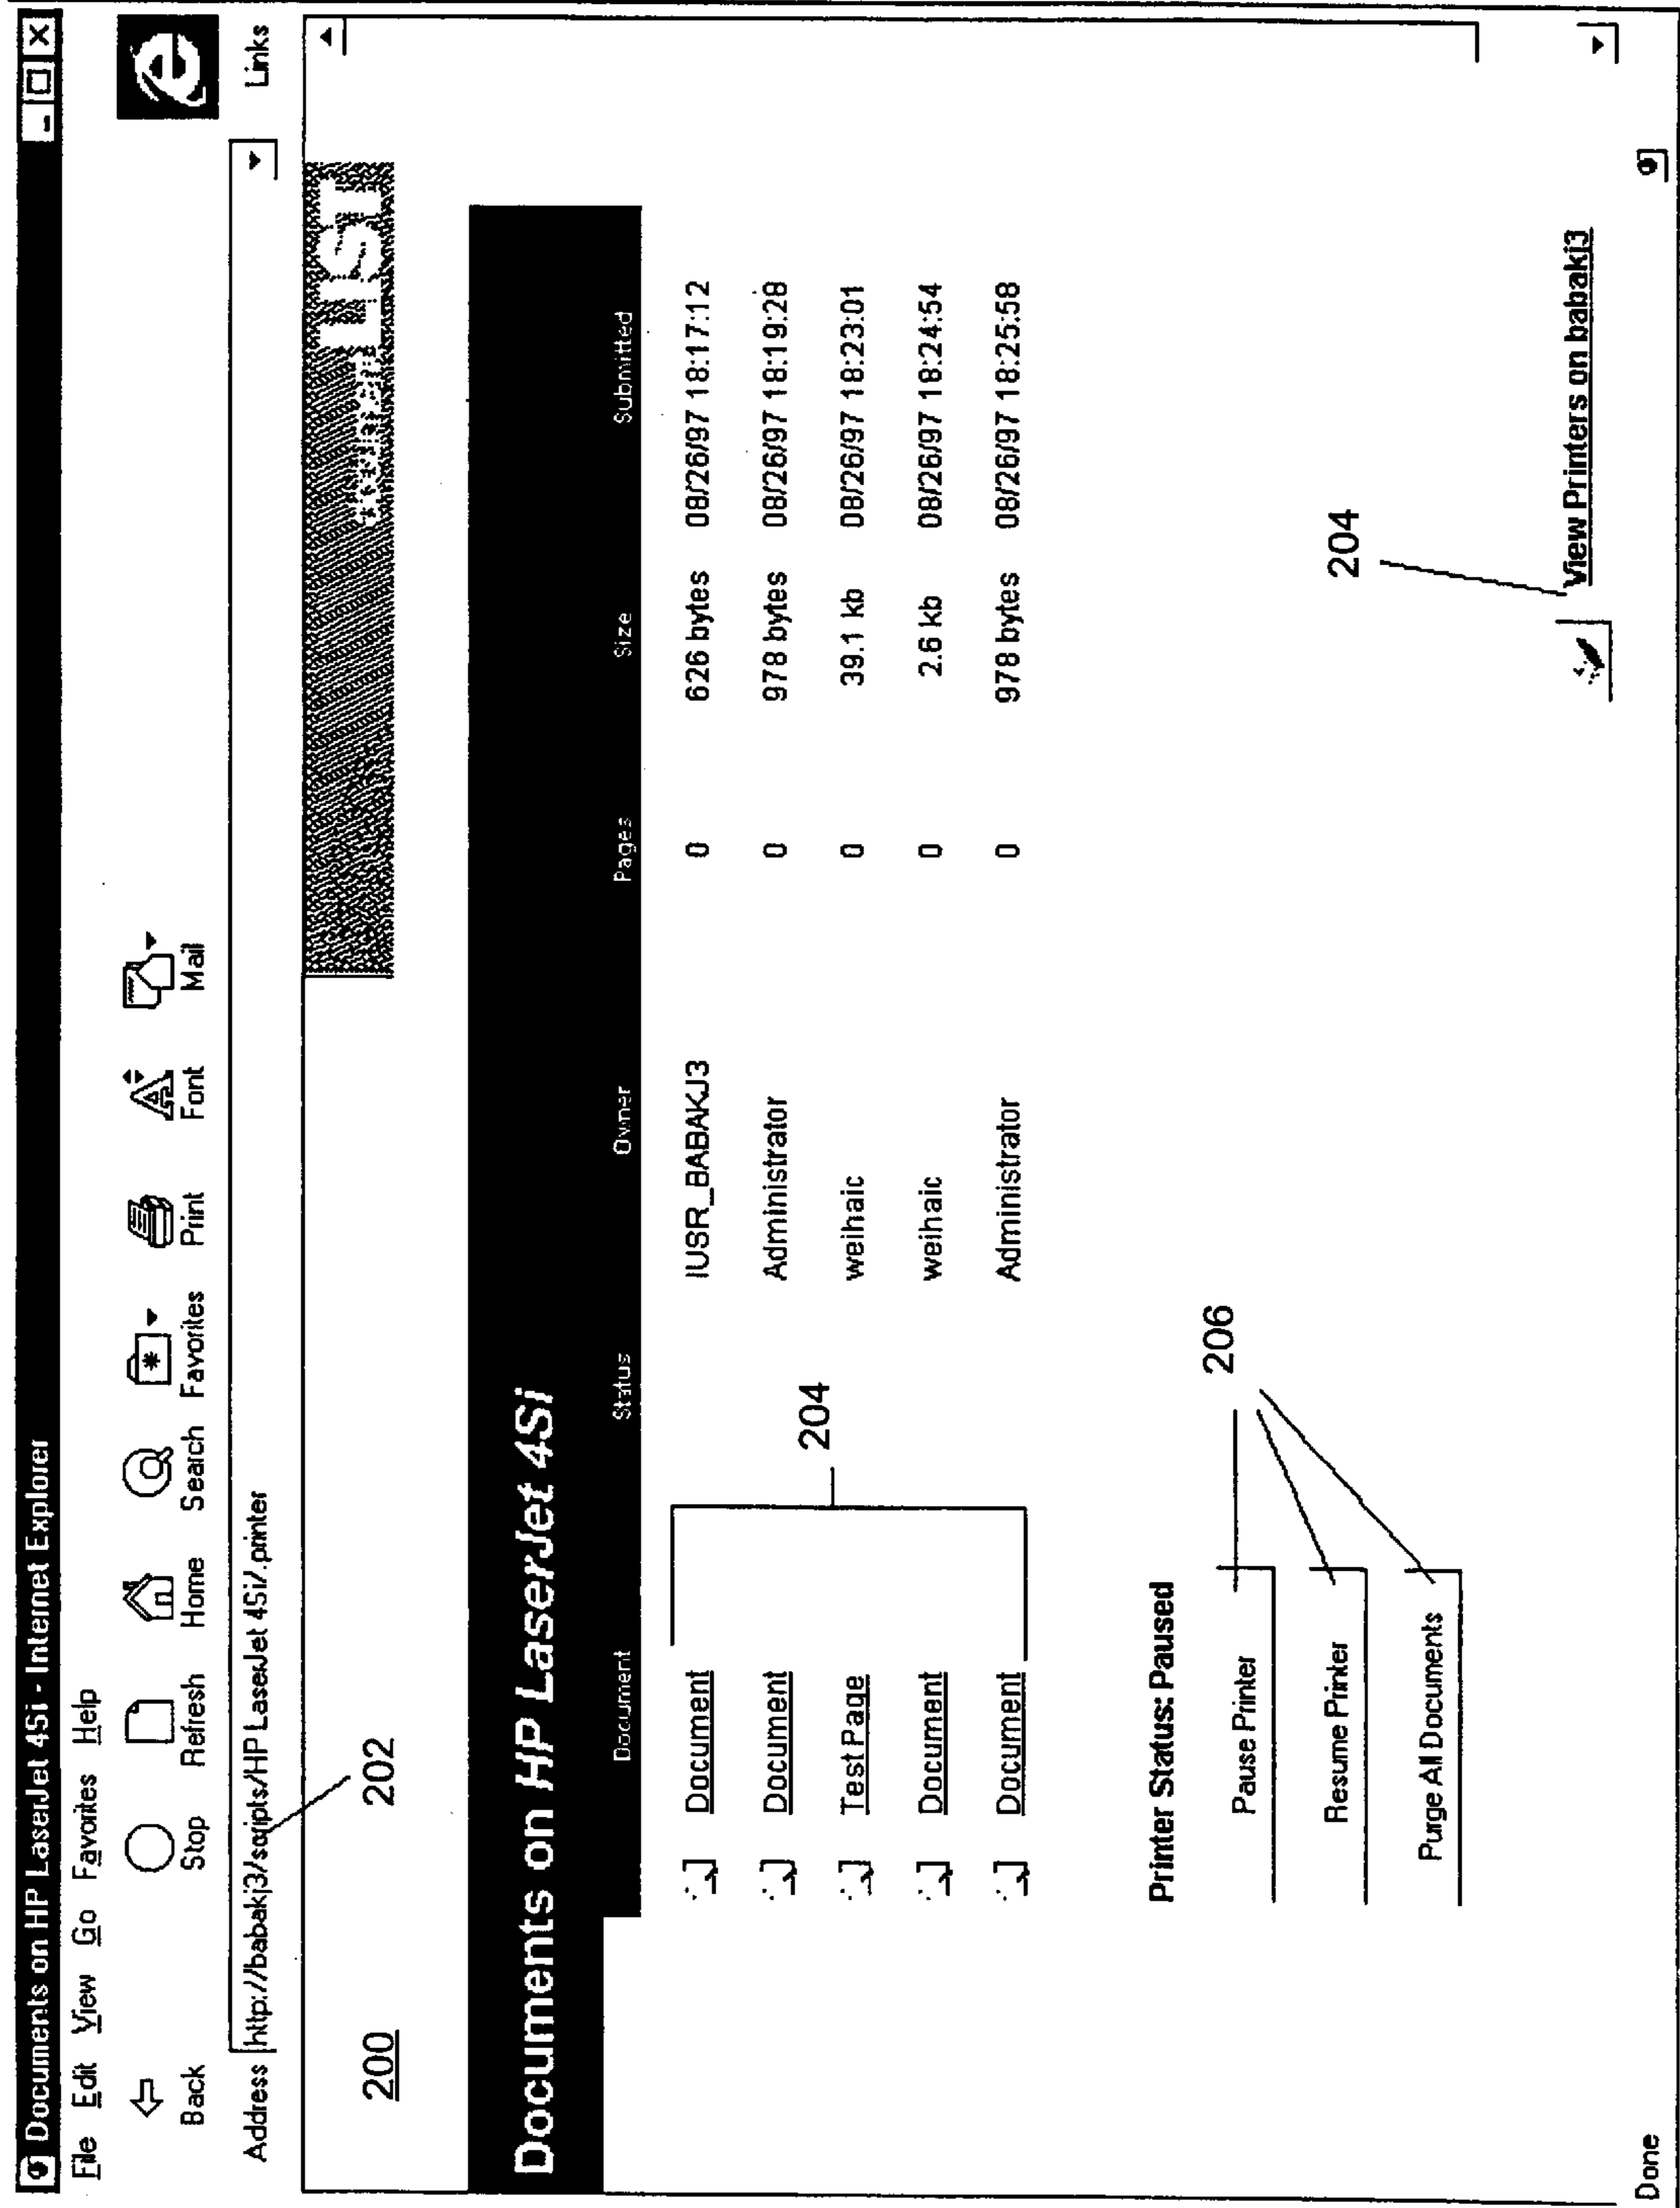 Documents on HP LaserJet 4Si - Internet Explorer
File Edit View Go Favorites Help
Back Stop Refresh Home Search Favorites Print Font Mail
Address http://babakj3/scripts/HP LaserJet 4Si/.printer Links
200
202
LIST
Documents on HP LaserJet 4Si
Document Status Owner Pages Size Submitted
Document IUSR_BABAKJ3 0 626 bytes 08/26/97 18:17:12
Document Administrator 0 978 bytes 08/26/97 18:19:28
Test Page weihaic 0 39.1 kb 08/26/97 18:23:01
Document weihaic 0 2.6 kb 08/26/97 18:24:54
Document Administrator 0 978 bytes 08/26/97 18:25:58
204
Printer Status: Paused
206
Pause Printer
Resume Printer
Purge All Documents
204
View Printers on babakj3
Done